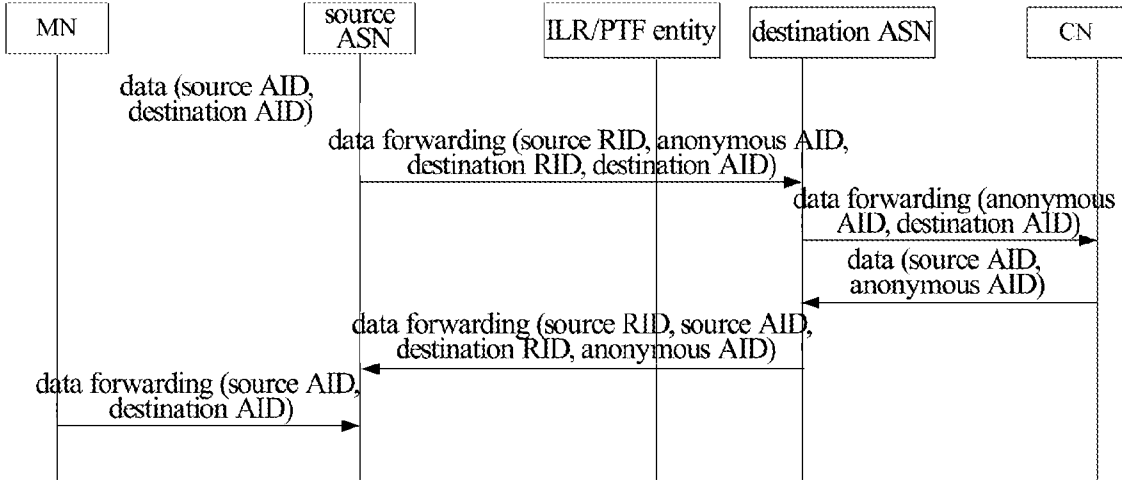 MN
source
ASN
ILR/PTF entity
destination ASN
CN
data (source AID,
destination AID)
data forwarding (source RID, anonymous AID,
destination RID, destination AID)
data forwarding (anonymous
AID, destination AID)
data (source AID,
anonymous AID)
data forwarding (source RID, source AID,
destination RID, anonymous AID)
data forwarding (source AID,
destination AID)